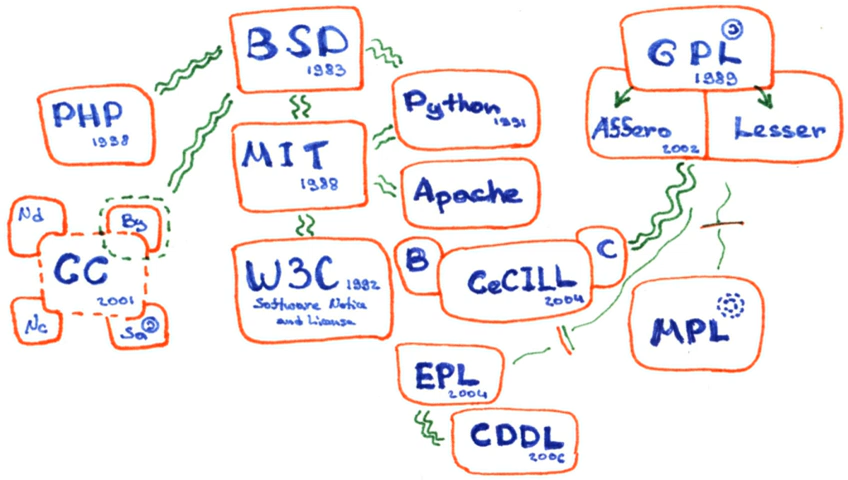 BSD
1983
GPL
1989
PHP
1998
Python
1991
Affero
2002
Lesser
MIT
1988
Apache
Nd
By
CC
2001
Nc
Sa
W3C 1992
Software Notice
and License
B
CeCILL
2004
C
MPL
EPL
2004
CDDL
2006